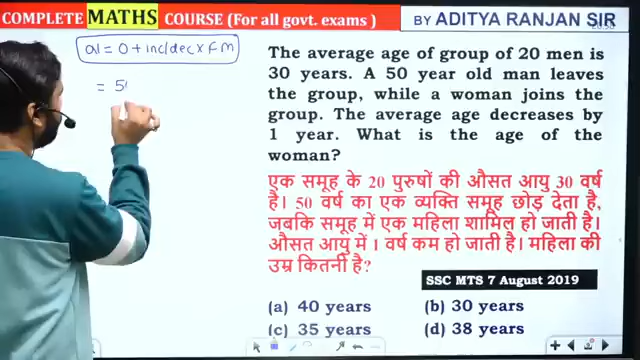 COMPLETE MATHS COURSE (For all govt. exams) BY ADITYA RANJAN SIR
= 0 + inc/dec x F M
= 5
The average age of group of 20 men is
30 years. A 50 year old man leaves
the group, while a woman joins the
group. The average age decreases by
1 year. What is the age of the
woman?
एक समूह के 20 पुरुषों की औसत आयु 30 वर्ष
है। 50 वर्ष का एक व्यक्ति समूह छोड़ देता है,
जबकि समूह में एक महिला शामिल हो जाती है।
औसत आयु में 1 वर्ष कम हो जाती है। महिला की
उम्र कितनी है?
SSC MTS 7 August 2019
(a) 40 years (b) 30 years
(c) 35 years (d) 38 years